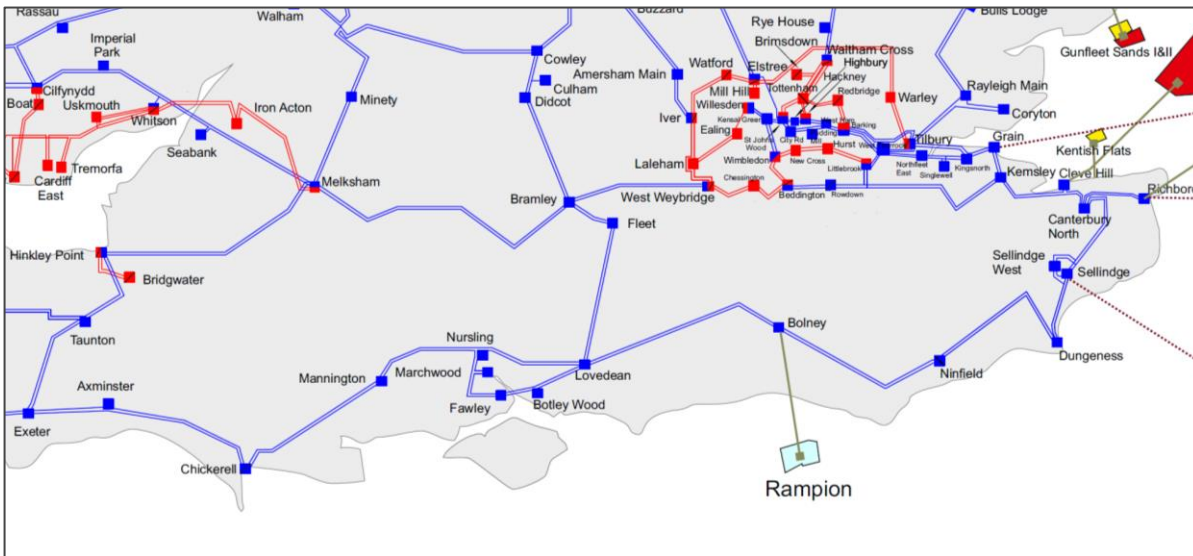 Rassau
Walham
Buzzard
Bulls Lodge
Imperial
Park
Rye House
Brimsdown
Waltham Cross
Gunfleet Sands I&II
Cowley
Culham
Didcot
Amersham Main
Watford
Elstree
Highbury
Hackney
Tottenham
Redbridge
Mill Hill
Willesden
Warley
Rayleigh Main
Coryton
Cilfynydd
Boat
Uskmouth
Whitson
Iron Acton
Minety
Seabank
Iver
Kensal Green
Ealing
St Johns
Wood
City Rd
West Ham
Barking
Hurst
Tilbury
Grain
Kentish Flats
Tremorfa
Cardiff
East
Melksham
Laleham
Wimbledon
New Cross
Littlebrook
Northfleet
East
Singlewell
Kingsnorth
Kemsley
Cleve Hill
Bramley
West Weybridge
Chessington
Beddington
Rowdown
Canterbury
North
Richboro
Fleet
Hinkley Point
Bridgwater
Sellindge
West
Sellindge
Taunton
Nursling
Bolney
Dungeness
Axminster
Mannington
Marchwood
Lovedean
Ninfield
Exeter
Fawley
Botley Wood
Chickerell
Rampion